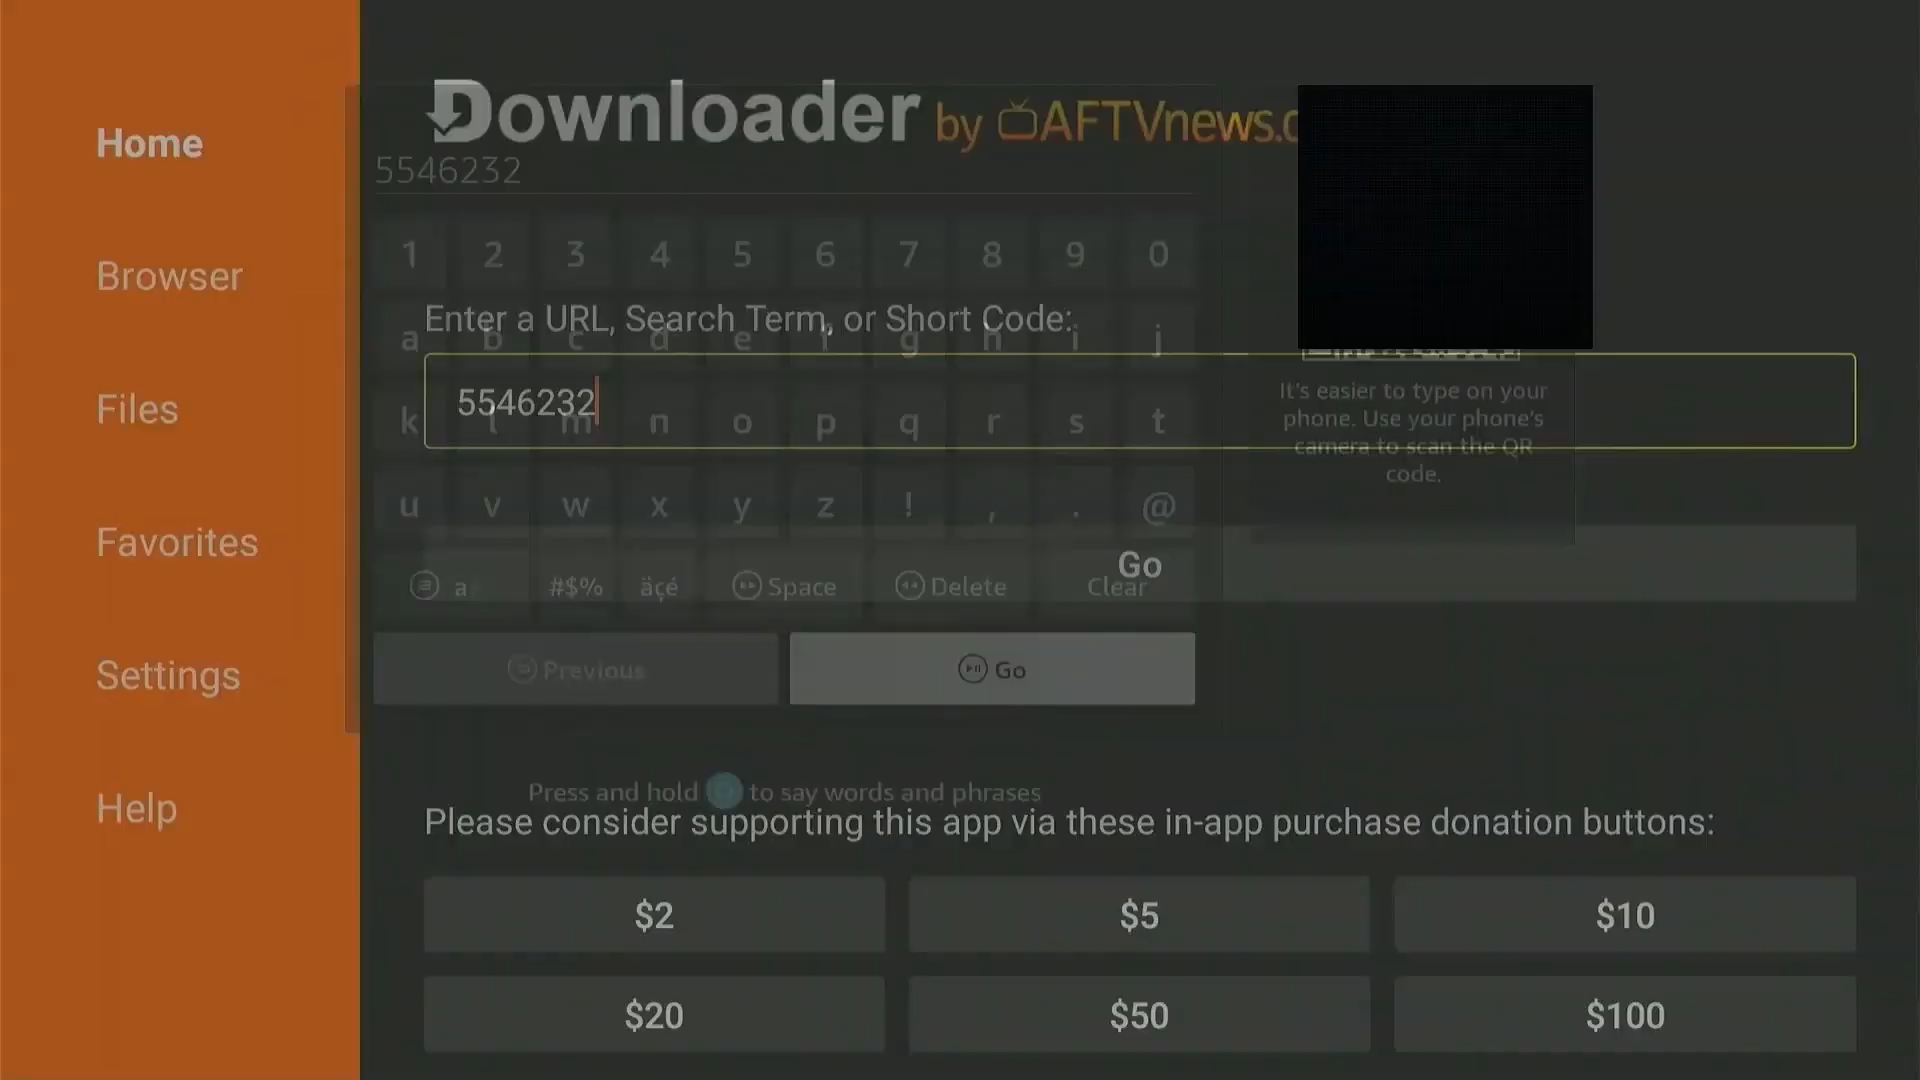 Home
Browser
Files
Favorites
Settings
Help
Downloader by AFTVnews.c
5546232
1 2 3 4 5 6 7 8 9 0
Enter a URL, Search Term, or Short Code:
a b c d e f g h i j
5546232
k l m n o p q r s t
It's easier to type on your
phone. Use your phone's
camera to scan the QR
code.
u v w x y z ! , . @
Go
a #$% äçé Space Delete Clear
Previous Go
Press and hold to say words and phrases
Please consider supporting this app via these in-app purchase donation buttons:
$2 $5 $10
$20 $50 $100